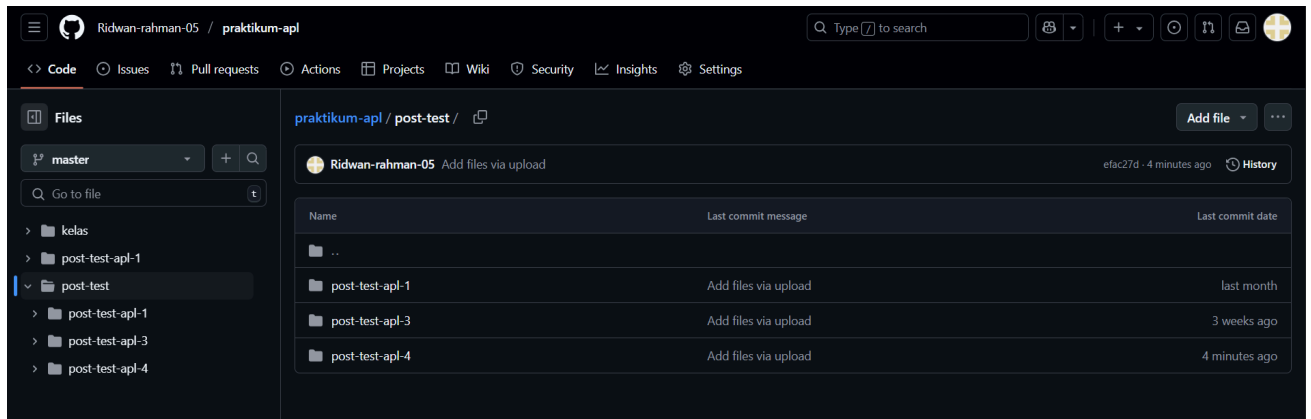 Ridwan-rahman-05 / praktikum-apl
Type / to search
Code Issues Pull requests Actions Projects Wiki Security Insights Settings
Files
master
Go to file t
kelas
post-test-apl-1
post-test
post-test-apl-1
post-test-apl-3
post-test-apl-4
praktikum-apl / post-test /
Add file
Ridwan-rahman-05 Add files via upload
efac27d · 4 minutes ago History
Name Last commit message Last commit date
..
post-test-apl-1 Add files via upload last month
post-test-apl-3 Add files via upload 3 weeks ago
post-test-apl-4 Add files via upload 4 minutes ago